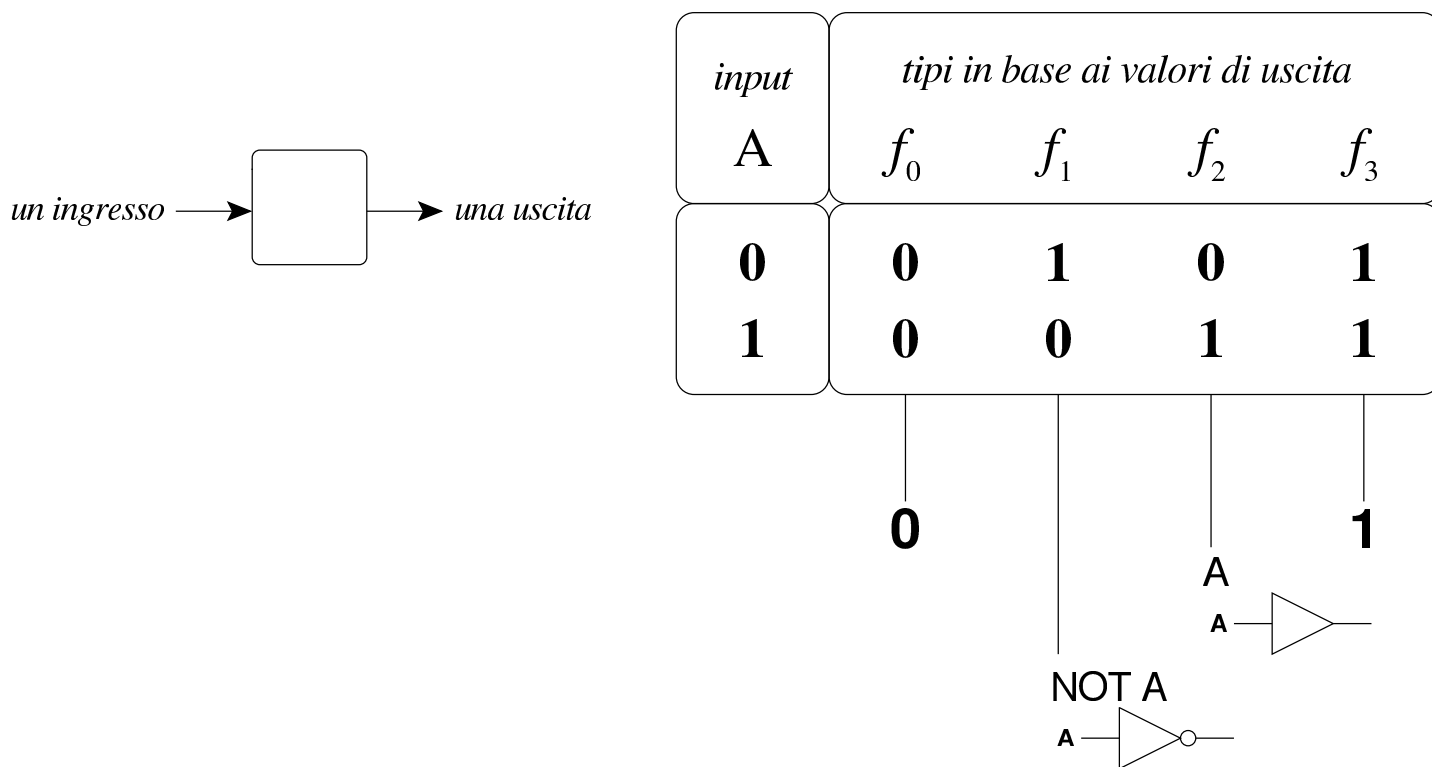 un ingresso
una uscita
input tipi in base ai valori di uscita
A f0 f1 f2 f3
0 0 1 0 1
1 0 0 1 1
0 1
A
A
NOT A
A